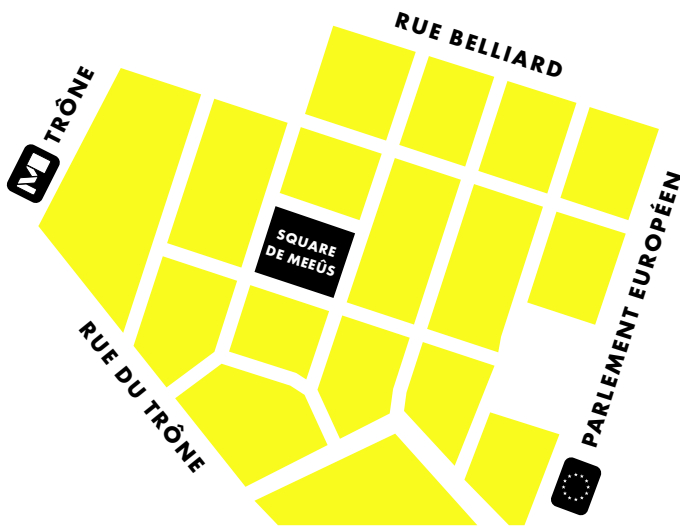 RUE BELLIARD
M
TRÔNE
SQUARE
DE MEEÛS
PARLEMENT EUROPÉEN
RUE DU TRÔNE